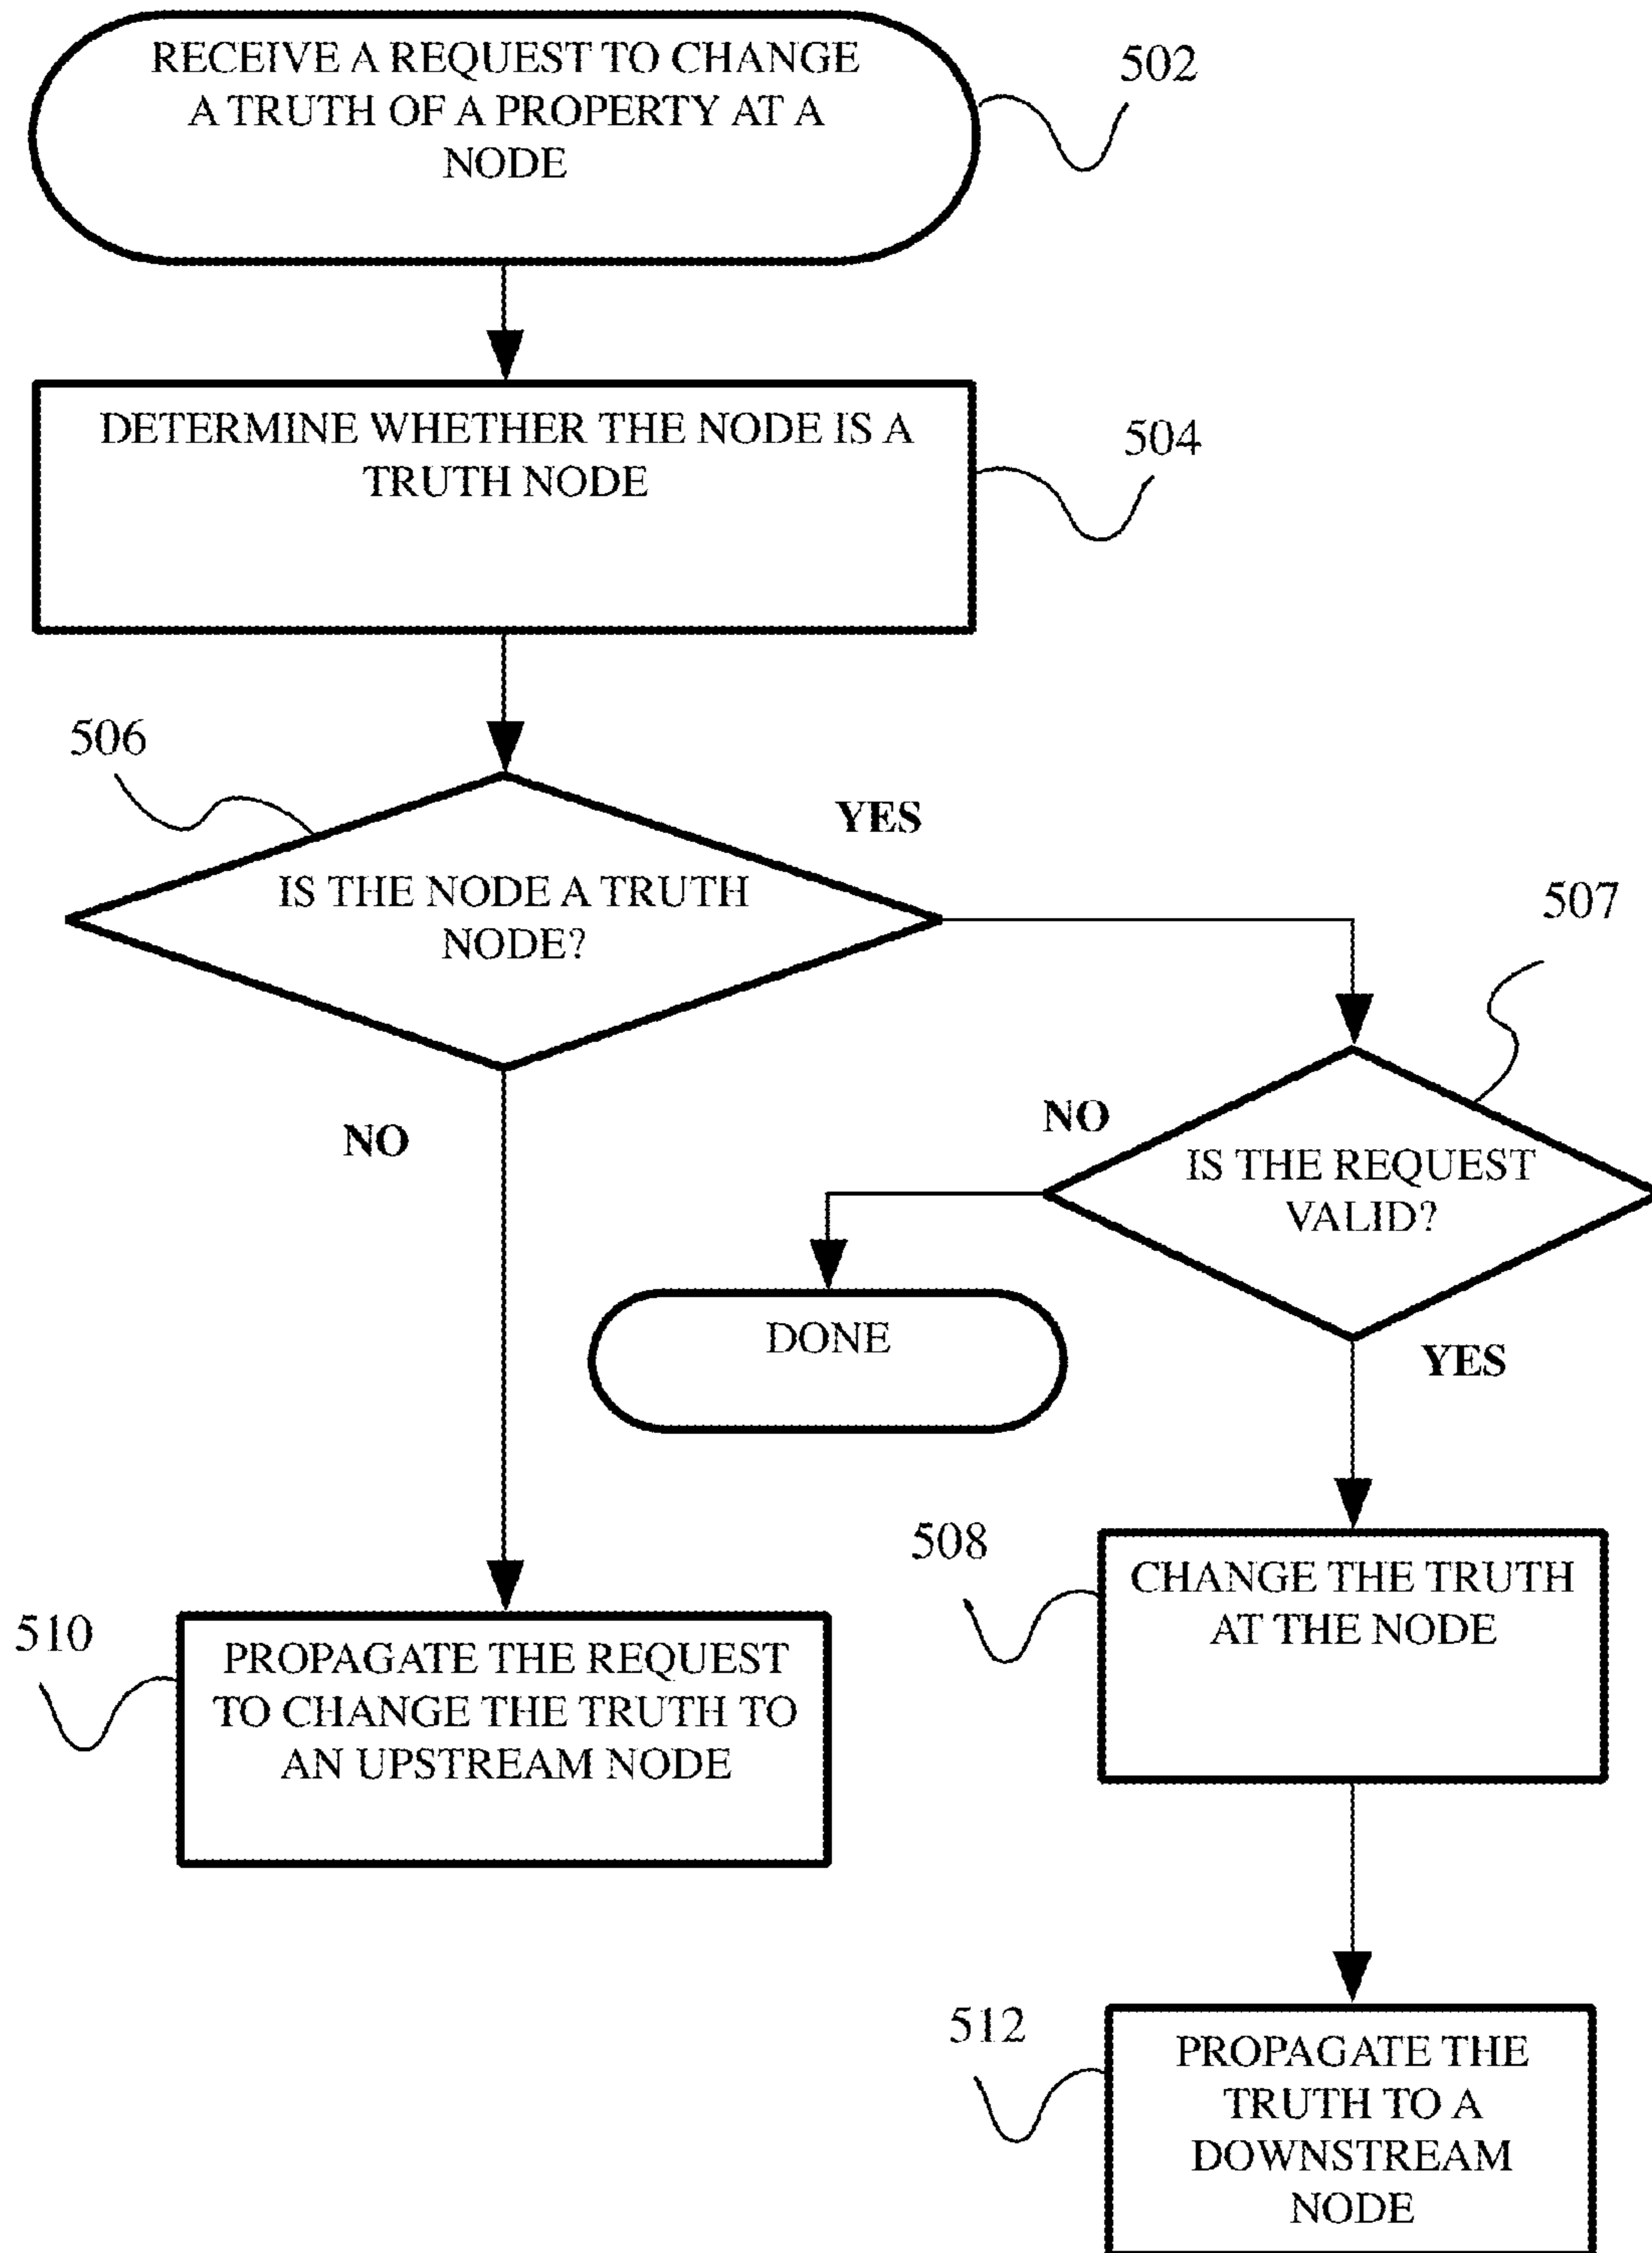 RECEIVE A REQUEST TO CHANGE
A TRUTH OF A PROPERTY AT A
NODE
502
DETERMINE WHETHER THE NODE IS A
TRUTH NODE
504
506
YES
IS THE NODE A TRUTH
NODE?
507
NO
NO
IS THE REQUEST
VALID?
DONE
YES
508
CHANGE THE TRUTH
AT THE NODE
510
PROPAGATE THE REQUEST
TO CHANGE THE TRUTH TO
AN UPSTREAM NODE
512
PROPAGATE THE
TRUTH TO A
DOWNSTREAM
NODE